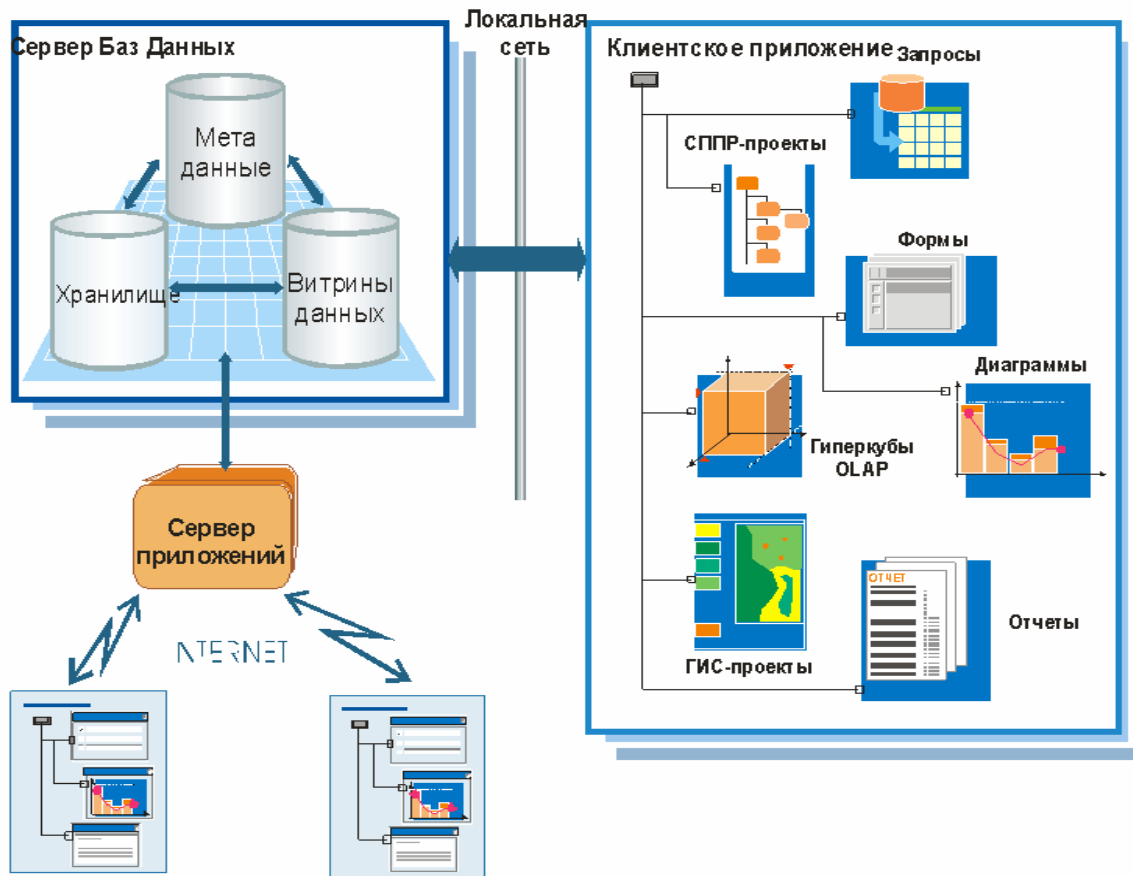 Сервер Баз Данных
Мета
данные
Хранилище
Витрины
данных
Локальная
сеть
Клиентское приложение
Запросы
СППР-проекты
Формы
Диаграммы
Гиперкубы
OLAP
ГИС-проекты
ОТЧЕТ
Отчеты
Сервер
приложений
INTERNET